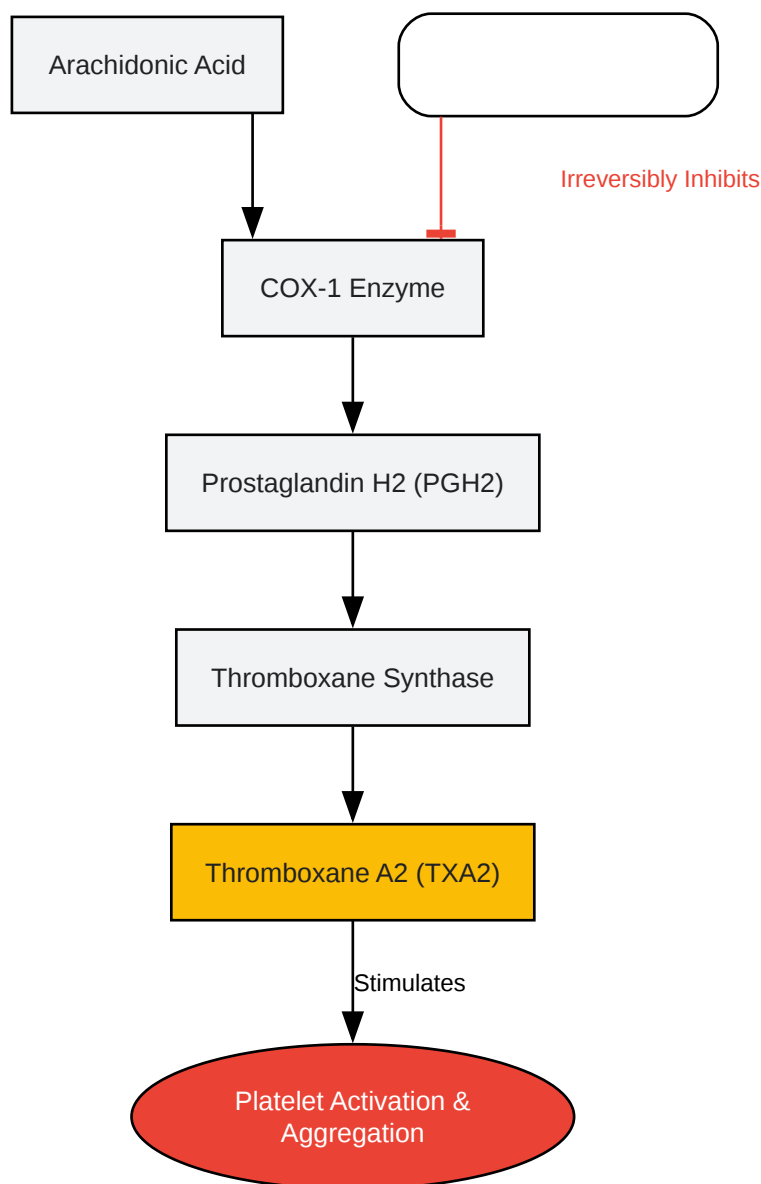 Arachidonic Acid
Irreversibly Inhibits
COX-1 Enzyme
Prostaglandin H2 (PGH2)
Thromboxane Synthase
Thromboxane A2 (TXA2)
Stimulates
Platelet Activation &
Aggregation